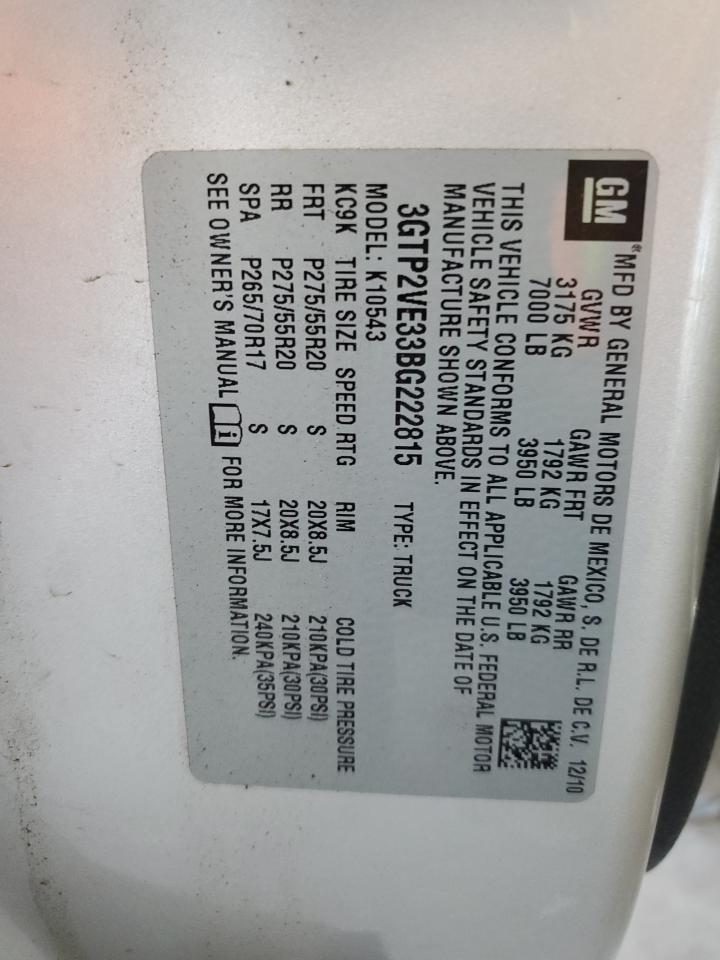 GM ® MFD BY GENERAL MOTORS DE MEXICO, S. DE R.L. DE C.V. 12/10
GVWR GAWR FRT GAWR RR
3175 KG 1792 KG 1792 KG
7000 LB 3950 LB 3950 LB
THIS VEHICLE CONFORMS TO ALL APPLICABLE U.S. FEDERAL MOTOR
VEHICLE SAFETY STANDARDS IN EFFECT ON THE DATE OF
MANUFACTURE SHOWN ABOVE.
3GTP2VE33BG222815 TYPE: TRUCK
MODEL: K10543
KC9K TIRE SIZE SPEED RTG RIM COLD TIRE PRESSURE
FRT P275/55R20 S 20X8.5J 210KPA(30PSI)
RR P275/55R20 S 20X8.5J 210KPA(30PSI)
SPA P265/70R17 S 17X7.5J 240KPA(35PSI)
SEE OWNER'S MANUAL i FOR MORE INFORMATION.